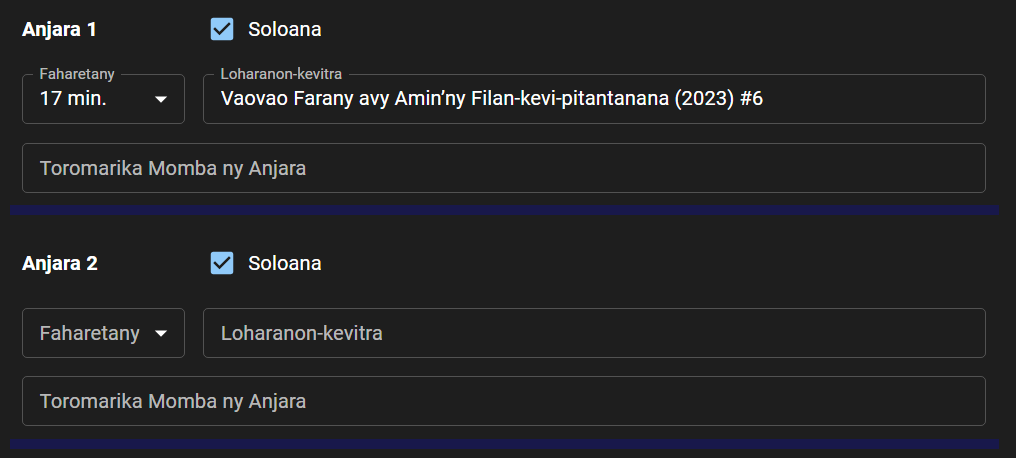 Anjara 1
Soloana
Faharetany
Loharanon-kevitra
17 min.
Vaovao Farany avy Amin’ny Filan-kevi-pitantanana (2023) #6
Toromarika Momba ny Anjara
Anjara 2
Soloana
Faharetany
Loharanon-kevitra
Toromarika Momba ny Anjara